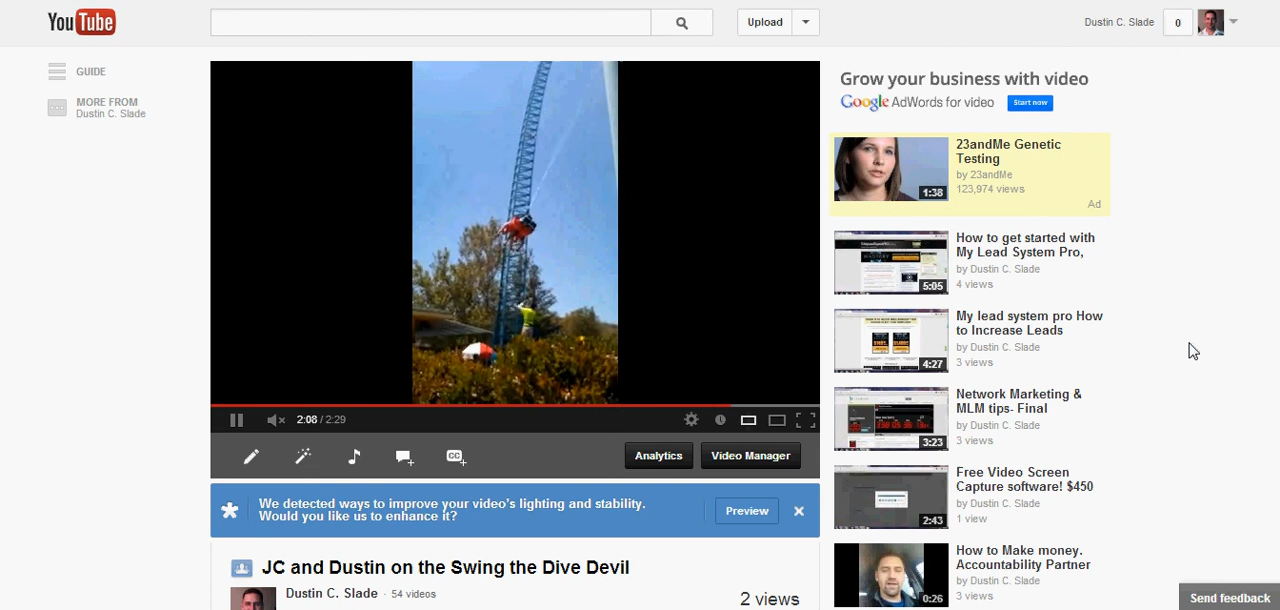 YouTube
Upload
Dustin C. Slade
0
GUIDE
MORE FROM
Dustin C. Slade
2:08 / 2:29
CC
Analytics
Video Manager
We detected ways to improve your video's lighting and stability.
Would you like us to enhance it?
Preview
JC and Dustin on the Swing the Dive Devil
Dustin C. Slade · 54 videos
2 views
Grow your business with video
Google AdWords for video
Start now
1:38
23andMe Genetic
Testing
by 23andMe
123,974 views
Ad
5:05
How to get started with
My Lead System Pro,
by Dustin C. Slade
4 views
4:27
My lead system pro How
to Increase Leads
by Dustin C. Slade
3 views
3:23
Network Marketing &
MLM tips- Final
by Dustin C. Slade
3 views
2:43
Free Video Screen
Capture software! $450
by Dustin C. Slade
1 view
0:26
How to Make money.
Accountability Partner
by Dustin C. Slade
3 views
Send feedback